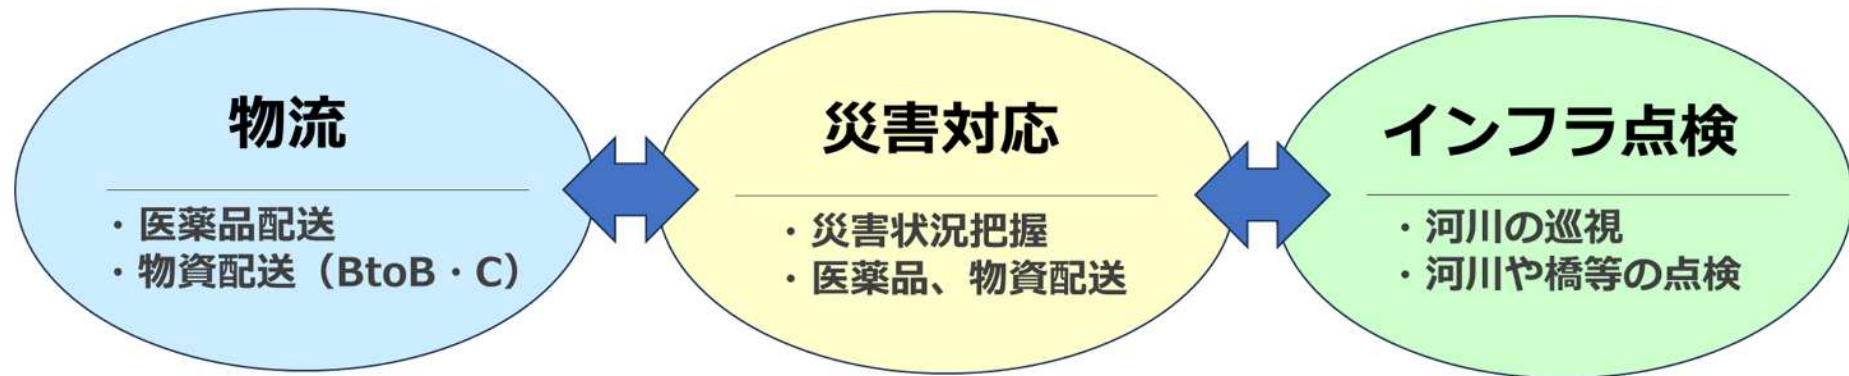 物流
・医薬品配送
・物資配送（BtoB・C）
災害対応
・災害状況把握
・医薬品、物資配送
インフラ点検
・河川の巡視
・河川や橋等の点検